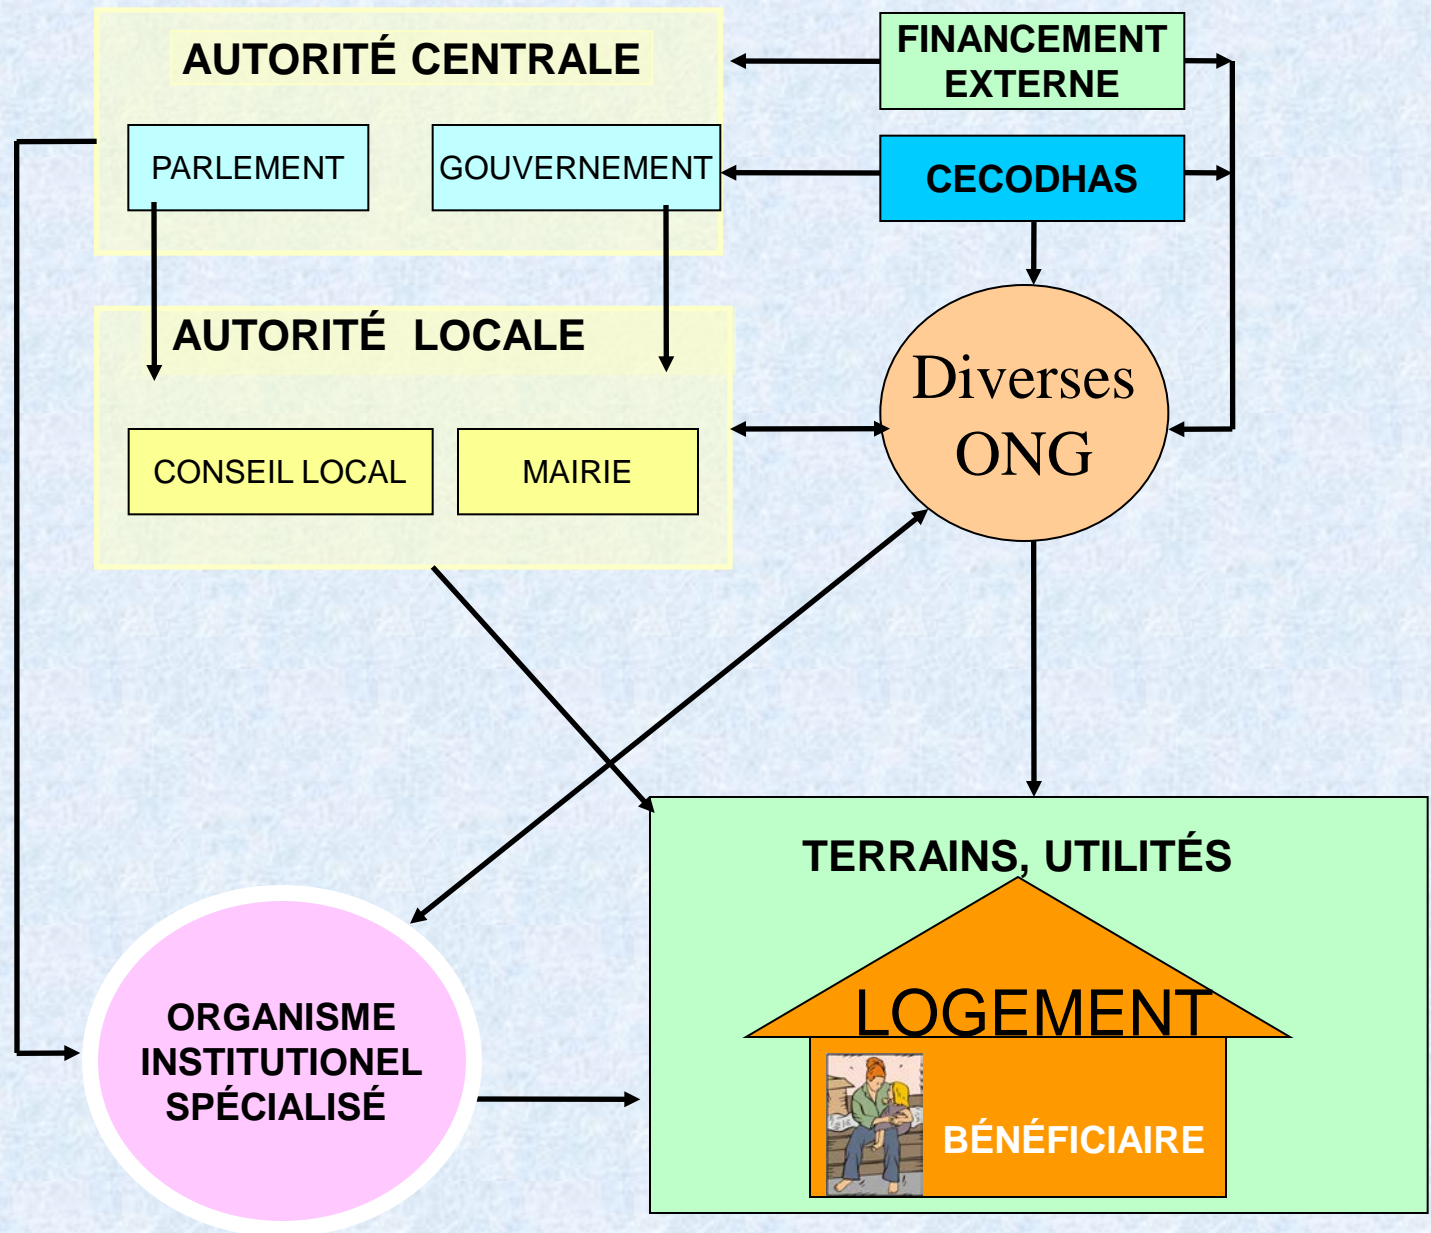 AUTORITÉ CENTRALE
PARLEMENT
GOUVERNEMENT
FINANCEMENT
EXTERNE
CECODHAS
AUTORITÉ LOCALE
CONSEIL LOCAL
MAIRIE
Diverses
ONG
TERRAINS, UTILITÉS
LOGEMENT
BÉNÉFICIAIRE
ORGANISME
INSTITUTIONEL
SPÉCIALISÉ